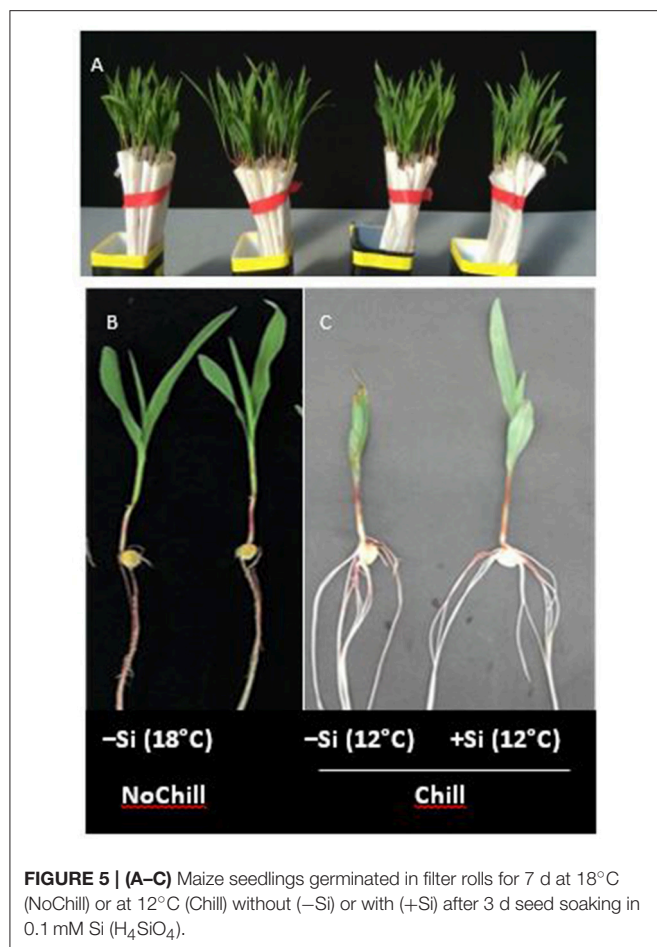 A
B
C
−Si (18°C)
−Si (12°C) +Si (12°C)
NoChill
Chill
FIGURE 5 | (A–C) Maize seedlings germinated in filter rolls for 7 d at 18°C
(NoChill) or at 12°C (Chill) without (−Si) or with (+Si) after 3 d seed soaking in
0.1 mM Si (H₄SiO₄).